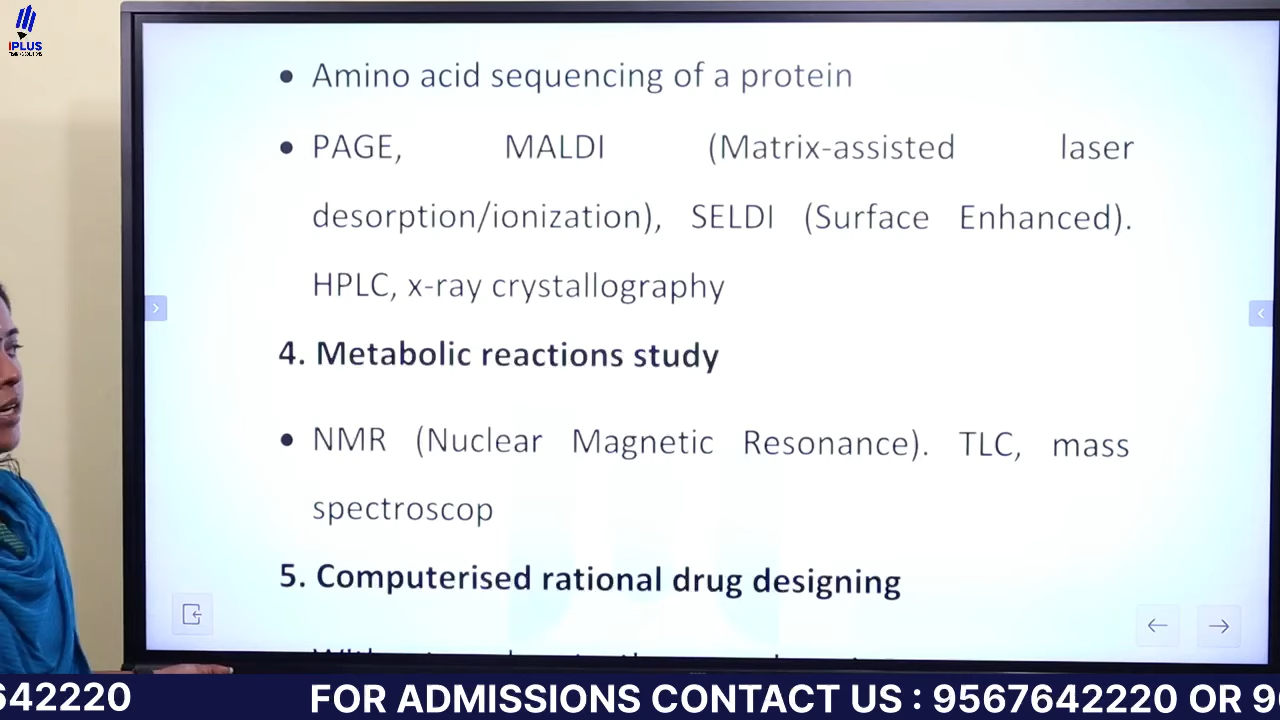 IPLUS
• Amino acid sequencing of a protein
• PAGE, MALDI (Matrix-assisted laser
desorption/ionization), SELDI (Surface Enhanced).
HPLC, x-ray crystallography
4. Metabolic reactions study
• NMR (Nuclear Magnetic Resonance). TLC, mass
spectroscop
5. Computerised rational drug designing
642220 FOR ADMISSIONS CONTACT US : 9567642220 OR 9